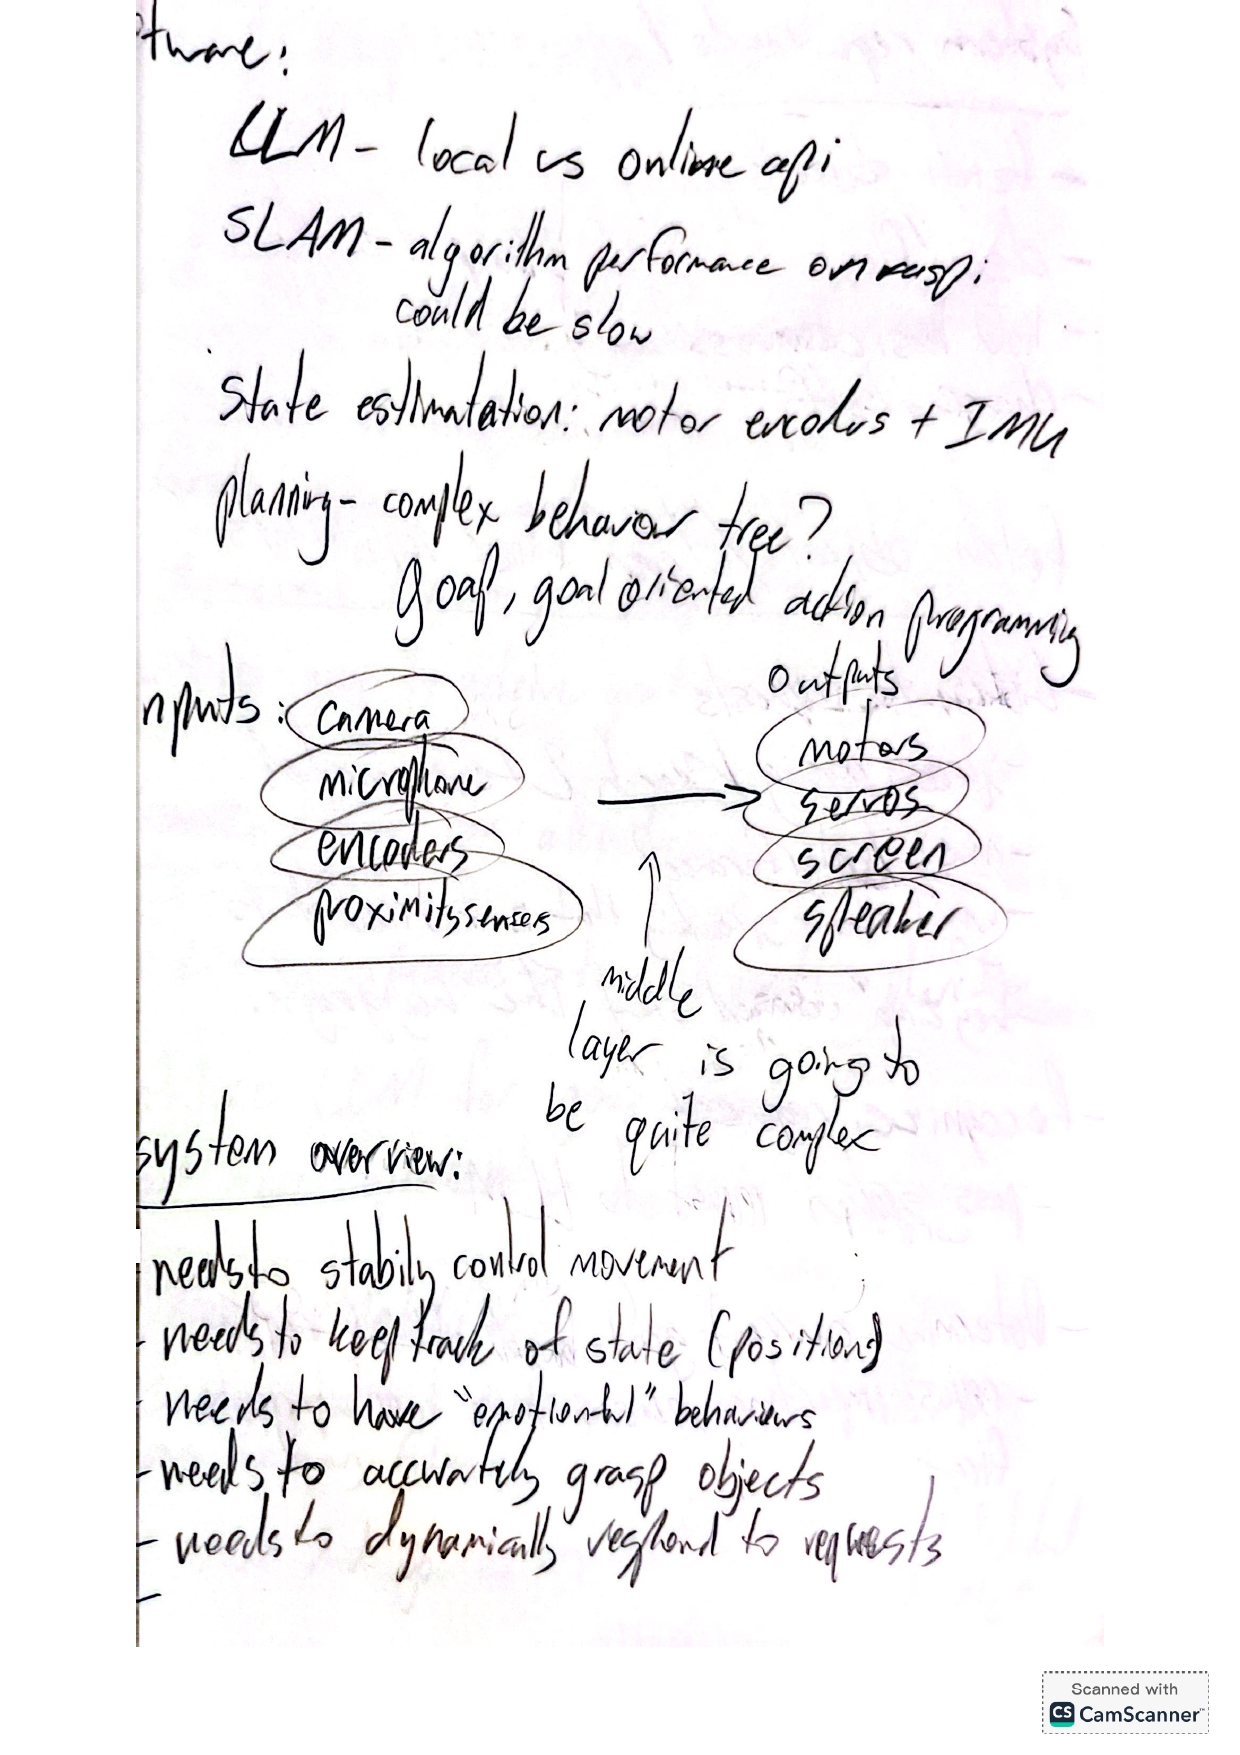 tware:
LLM - local vs online api
SLAM - algorithm performance on raspi
could be slow
State estimatation: motor encoders + IMU
planning - complex behavior tree?
goap, goal oriented action programming
nputs:
camera
microphone
encoders
proximity sensors
outputs
motors
servos
screen
speaker
middle
layer is going to
be quite complex
system overview:
needs to stabily control movement
- needs to keep track of state (position)
- needs to have "emotional" behaviors
- needs to accurately grasp objects
- needs to dynamically respond to requests
-
Scanned with
CS CamScanner